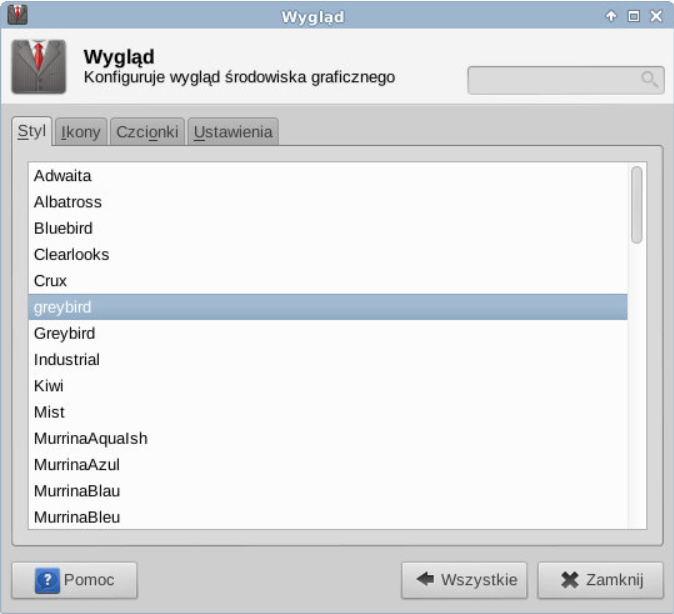 Wygląd
Wygląd
Konfiguruje wygląd środowiska graficznego
Styl Ikony Czcionki Ustawienia
Adwaita
Albatross
Bluebird
Clearlooks
Crux
greybird
Greybird
Industrial
Kiwi
Mist
MurrinaAquaIsh
MurrinaAzul
MurrinaBlau
MurrinaBleu
? Pomoc Wszystkie Zamknij